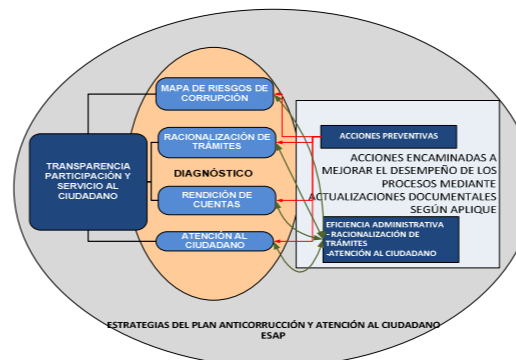 MAPA DE RIESGOS DE
CORRUPCIÓN
RACIONALIZACIÓN DE
TRÁMITES
DIAGNÓSTICO
RENDICIÓN DE
CUENTAS
ATENCIÓN AL
CIUDADANO
TRANSPARENCIA
PARTICIPACIÓN Y
SERVICIO AL
CIUDADANO
ACCIONES PREVENTIVAS
ACCIONES ENCAMINADAS A
MEJORAR EL DESEMPEÑO DE LOS
PROCESOS MEDIANTE
ACTUALIZACIONES DOCUMENTALES
SEGÚN APLIQUE
EFICIENCIA ADMINISTRATIVA
- RACIONALIZACIÓN DE
TRÁMITES
-ATENCIÓN AL CIUDADANO
ESTRATEGIAS DEL PLAN ANTICORRUCCIÓN Y ATENCIÓN AL CIUDADANO
ESAP